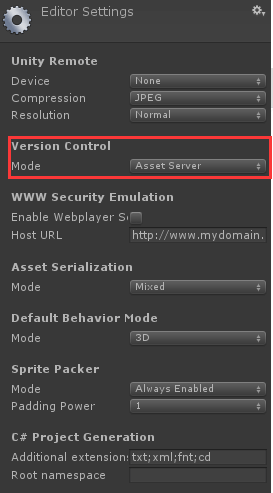 Editor Settings
Unity Remote
Device None
Compression JPEG
Resolution Normal
Version Control
Mode Asset Server
WWW Security Emulation
Enable Webplayer Se
Host URL http://www.mydomain.
Asset Serialization
Mode Mixed
Default Behavior Mode
Mode 3D
Sprite Packer
Mode Always Enabled
Padding Power 1
C# Project Generation
Additional extensions txt;xml;fnt;cd
Root namespace